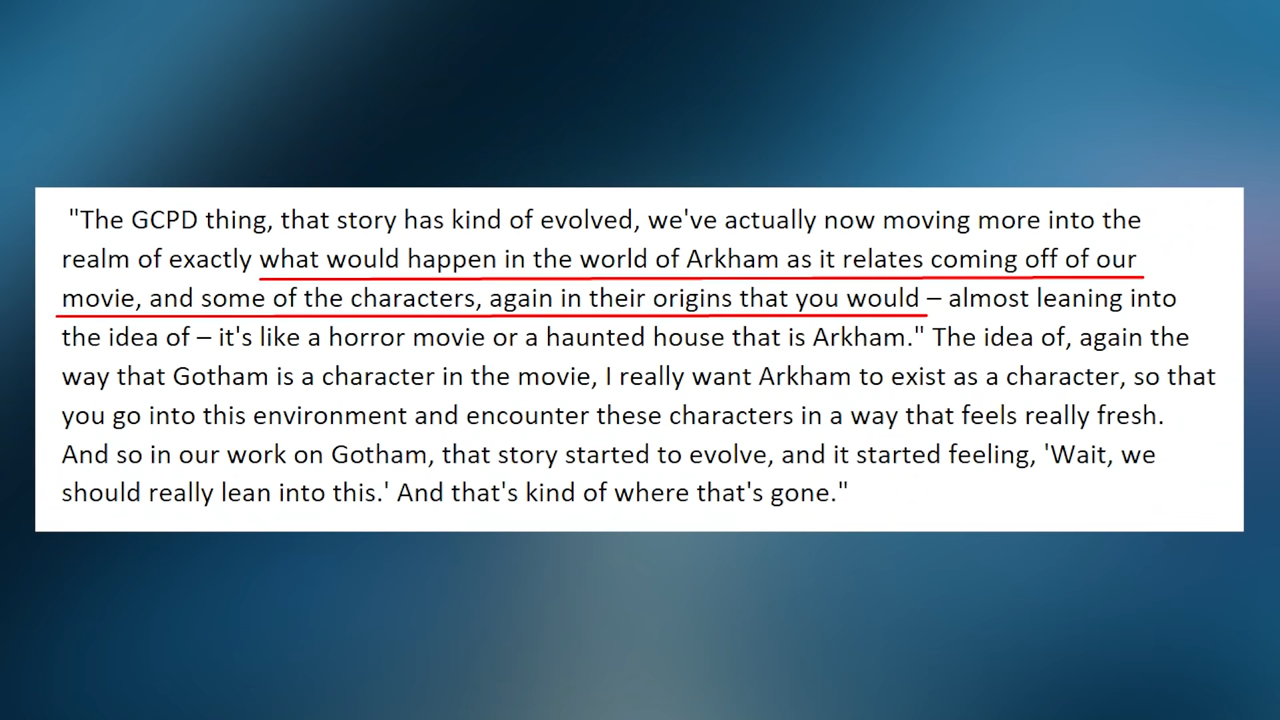 "The GCPD thing, that story has kind of evolved, we've actually now moving more into the
realm of exactly what would happen in the world of Arkham as it relates coming off of our
movie, and some of the characters, again in their origins that you would – almost leaning into
the idea of – it's like a horror movie or a haunted house that is Arkham." The idea of, again the
way that Gotham is a character in the movie, I really want Arkham to exist as a character, so that
you go into this environment and encounter these characters in a way that feels really fresh.
And so in our work on Gotham, that story started to evolve, and it started feeling, 'Wait, we
should really lean into this.' And that's kind of where that's gone."